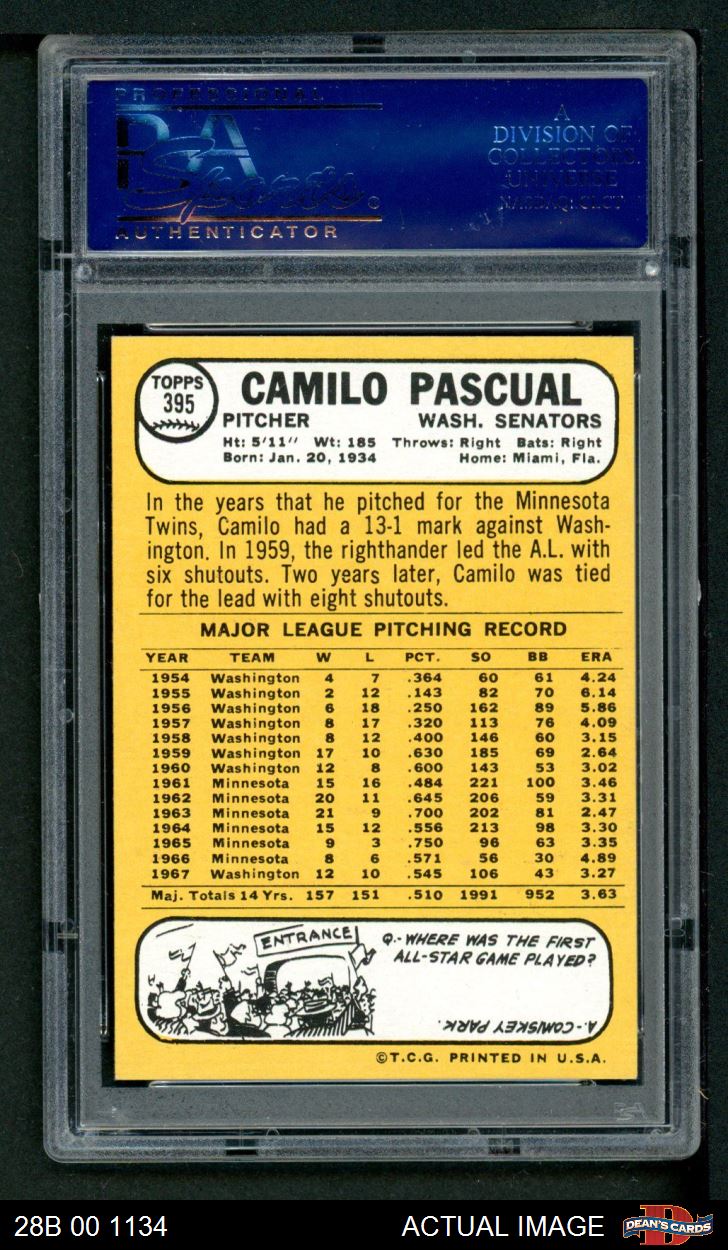 PROFESSIONAL
PSA
Sports
AUTHENTICATOR
A
DIVISION OF
COLLECTORS
UNIVERSE
NASDAQ: CLCT
TOPPS
395
CAMILO PASCUAL
PITCHER WASH. SENATORS
Ht: 5'11" Wt: 185 Throws: Right Bats: Right
Born: Jan. 20, 1934 Home: Miami, Fla.
In the years that he pitched for the Minnesota
Twins, Camilo had a 13-1 mark against Wash-
ington. In 1959, the righthander led the A.L. with
six shutouts. Two years later, Camilo was tied
for the lead with eight shutouts.
MAJOR LEAGUE PITCHING RECORD
YEAR TEAM W L PCT. SO BB ERA
1954 Washington 4 7 .364 60 61 4.24
1955 Washington 2 12 .143 82 70 6.14
1956 Washington 6 18 .250 162 89 5.86
1957 Washington 8 17 .320 113 76 4.09
1958 Washington 8 12 .400 146 60 3.15
1959 Washington 17 10 .630 185 69 2.64
1960 Washington 12 8 .600 143 53 3.02
1961 Minnesota 15 16 .484 221 100 3.46
1962 Minnesota 20 11 .645 206 59 3.31
1963 Minnesota 21 9 .700 202 81 2.47
1964 Minnesota 15 12 .556 213 98 3.30
1965 Minnesota 9 3 .750 96 63 3.35
1966 Minnesota 8 6 .571 56 30 4.89
1967 Washington 12 10 .545 106 43 3.27
Maj. Totals 14 Yrs. 157 151 .510 1991 952 3.63
ENTRANCE
Q.-WHERE WAS THE FIRST
ALL-STAR GAME PLAYED?
A.-COMISKEY PARK.
©T.C.G. PRINTED IN U.S.A.
28B 00 1134 ACTUAL IMAGE
DEAN'S CARDS